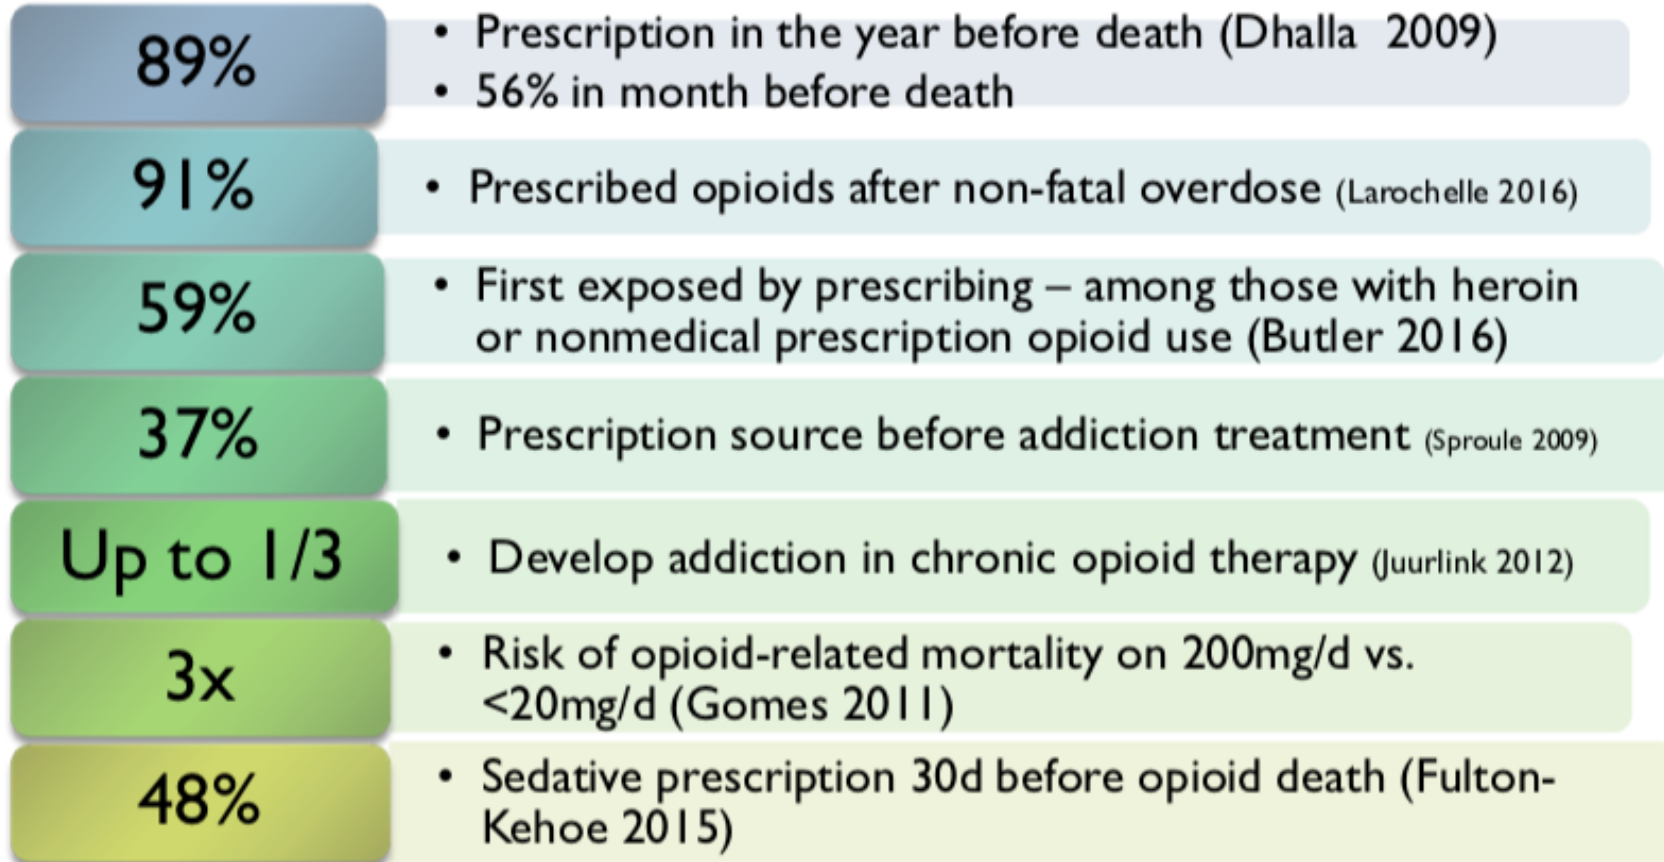 89%
• Prescription in the year before death (Dhalla 2009)
• 56% in month before death
91%
• Prescribed opioids after non-fatal overdose (Larochelle 2016)
59%
• First exposed by prescribing – among those with heroin
or nonmedical prescription opioid use (Butler 2016)
37%
• Prescription source before addiction treatment (Sproule 2009)
Up to 1/3
• Develop addiction in chronic opioid therapy (Juurlink 2012)
3x
• Risk of opioid-related mortality on 200mg/d vs.
<20mg/d (Gomes 2011)
48%
• Sedative prescription 30d before opioid death (Fulton-
Kehoe 2015)